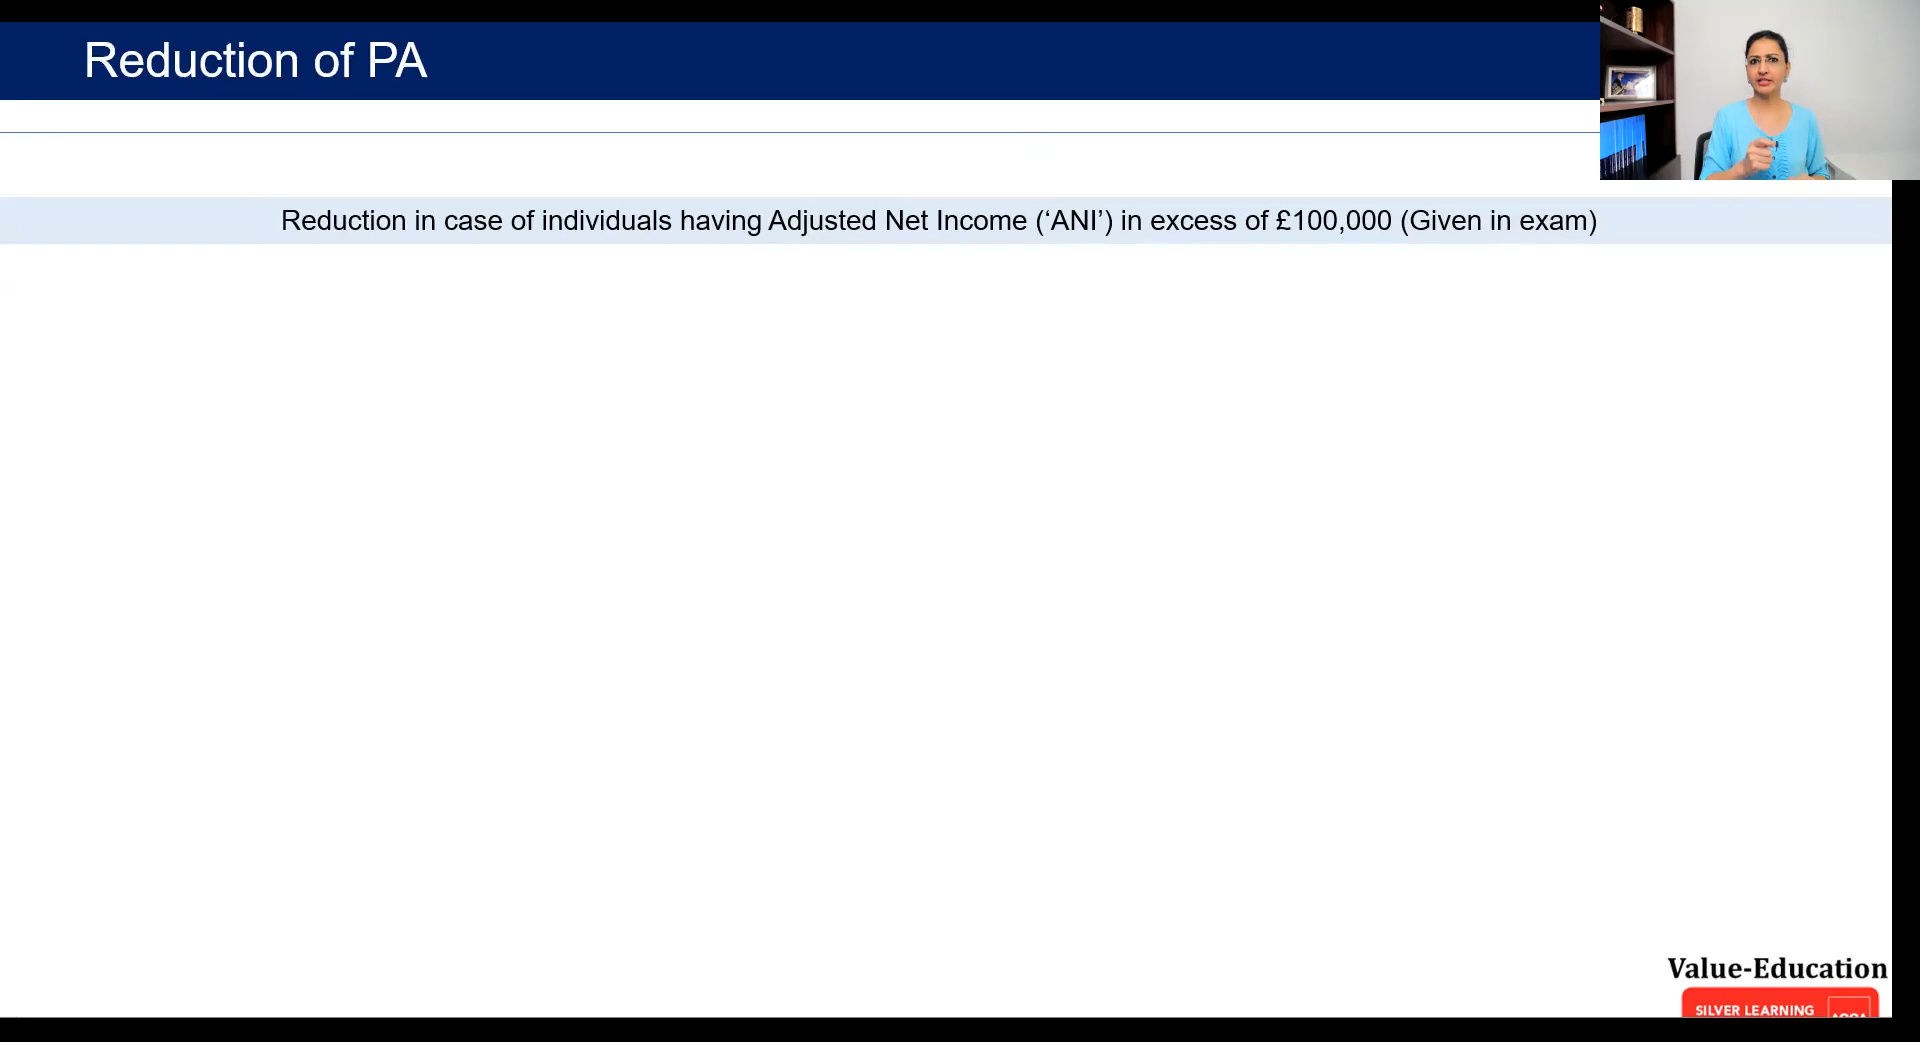 Reduction of PA
Reduction in case of individuals having Adjusted Net Income (‘ANI’) in excess of £100,000 (Given in exam)
Value-Education
SILVER LEARNING
ACCA